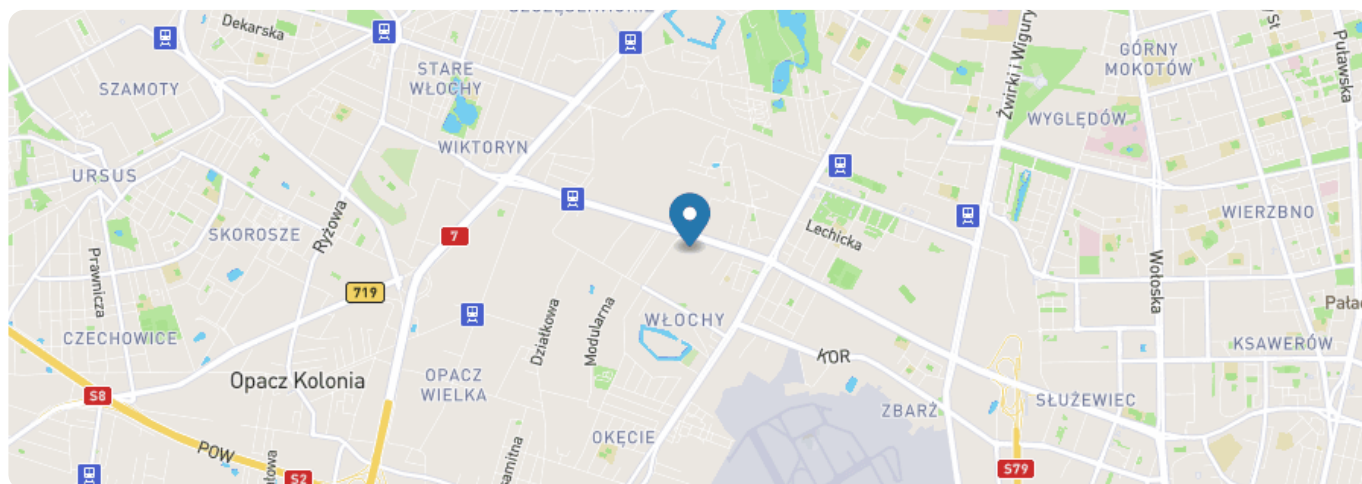 Dekarska
STARE
WŁOCHY
SZAMOTY
WIKTORYN
URSUS
SKOROSZE
Ryżowa
Prawnicza
7
719
CZECHOWICE
Opacz Kolonia
OPACZ
WIELKA
Działkowa
Modularna
WŁOCHY
OKĘCIE
S8
POW
S2
Żwirki i Wigury
GÓRNY
MOKOTÓW
Puławska
WYGLĘDÓW
WIERZBNO
Lechicka
Wołoska
KOR
KSAWERÓW
ZBARŻ
SŁUŻEWIEC
S79